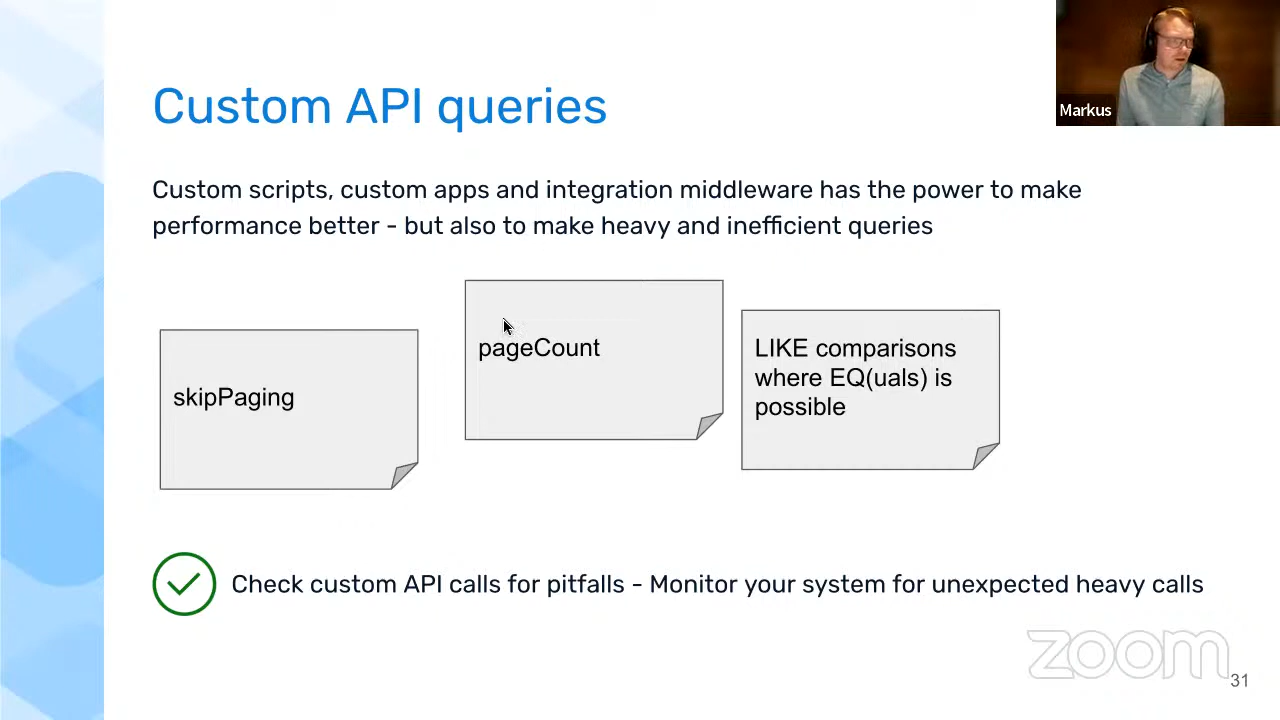 Markus
Custom API queries
Custom scripts, custom apps and integration middleware has the power to make
performance better - but also to make heavy and inefficient queries
skipPaging
pageCount
LIKE comparisons
where EQ(uals) is
possible
Check custom API calls for pitfalls - Monitor your system for unexpected heavy calls
zoom
31